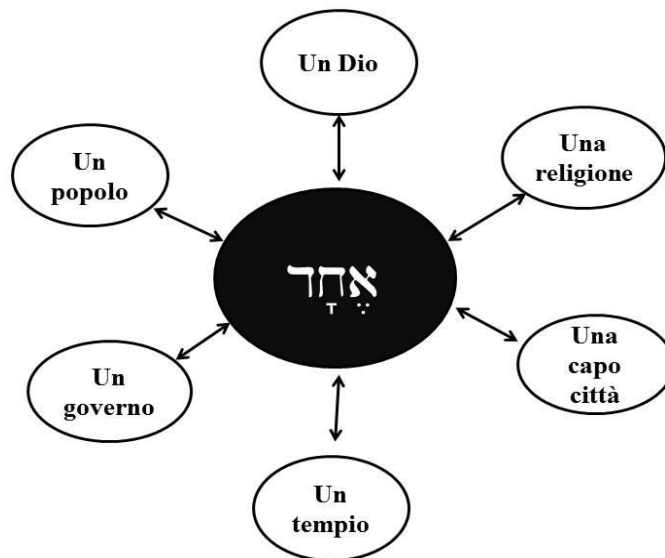 Un Dio
Un
popolo
Una
religione
אֶחָד
Un
governo
Una
capo
città
Un
tempio